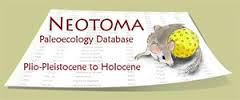 NEOTOMA
Paleoecology Database
Plio-Pleistocene to Holocene